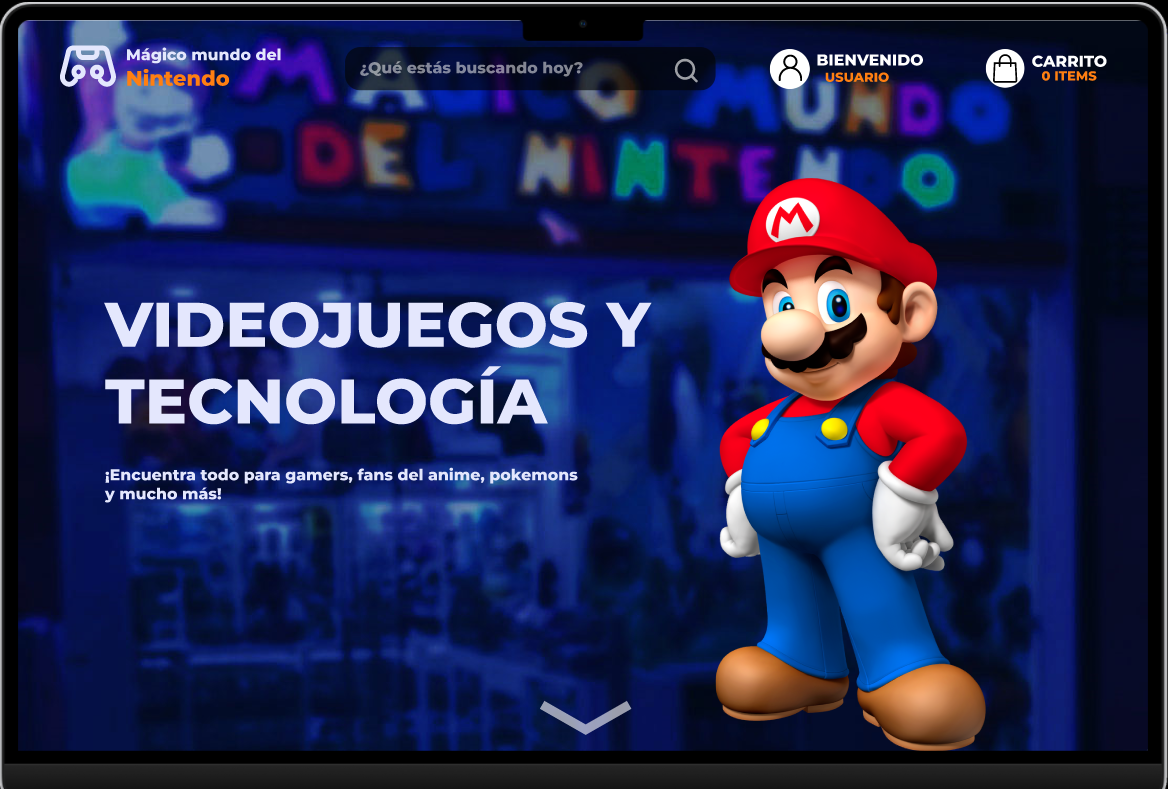 Mágico mundo del
Nintendo
¿Qué estás buscando hoy?
BIENVENIDO
USUARIO
CARRITO
0 ITEMS
MÁGICO MUNDO
DEL NINTENDO
M
VIDEOJUEGOS Y
TECNOLOGÍA
¡Encuentra todo para gamers, fans del anime, pokemons
y mucho más!